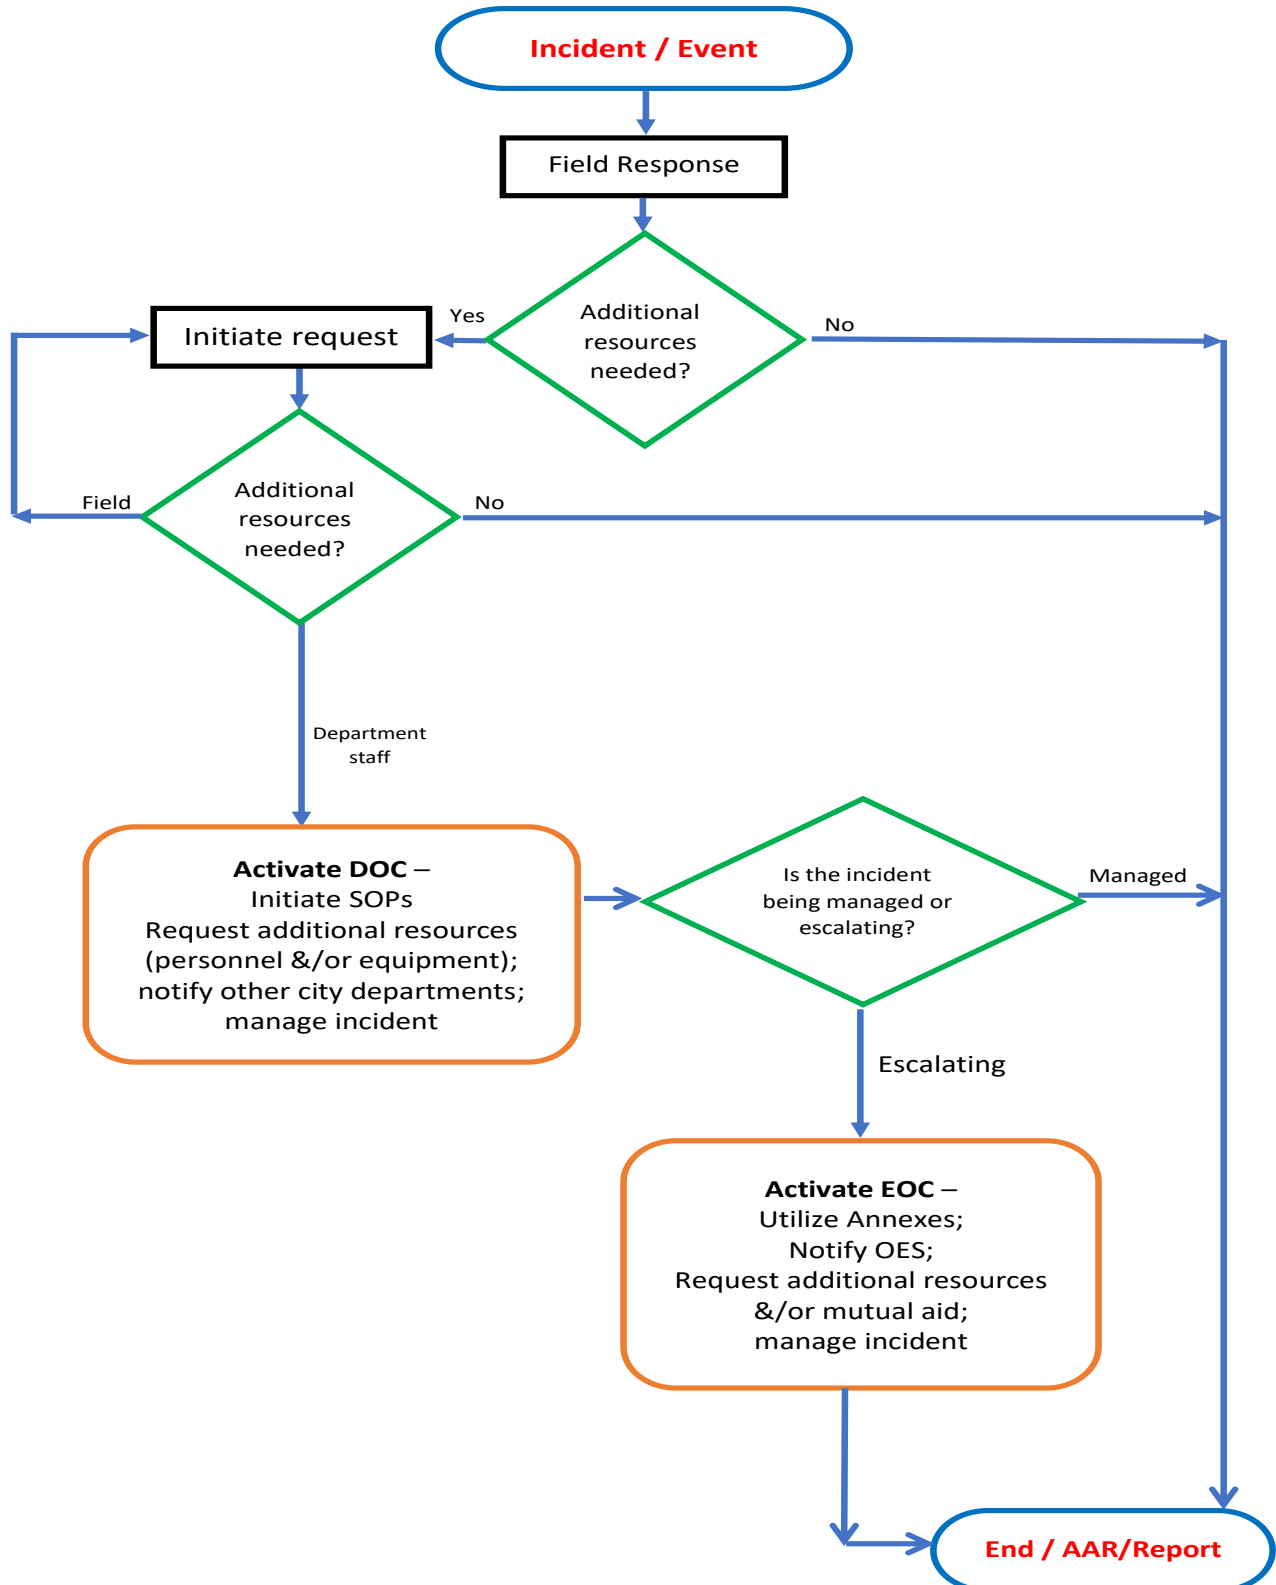 Incident / Event
Field Response
Additional
resources
needed?
Yes
No
Initiate request
Additional
resources
needed?
Field
No
Department
staff
Activate DOC –
Initiate SOPs
Request additional resources
(personnel &/or equipment);
notify other city departments;
manage incident
Is the incident
being managed or
escalating?
Managed
Escalating
Activate EOC –
Utilize Annexes;
Notify OES;
Request additional resources
&/or mutual aid;
manage incident
End / AAR/Report